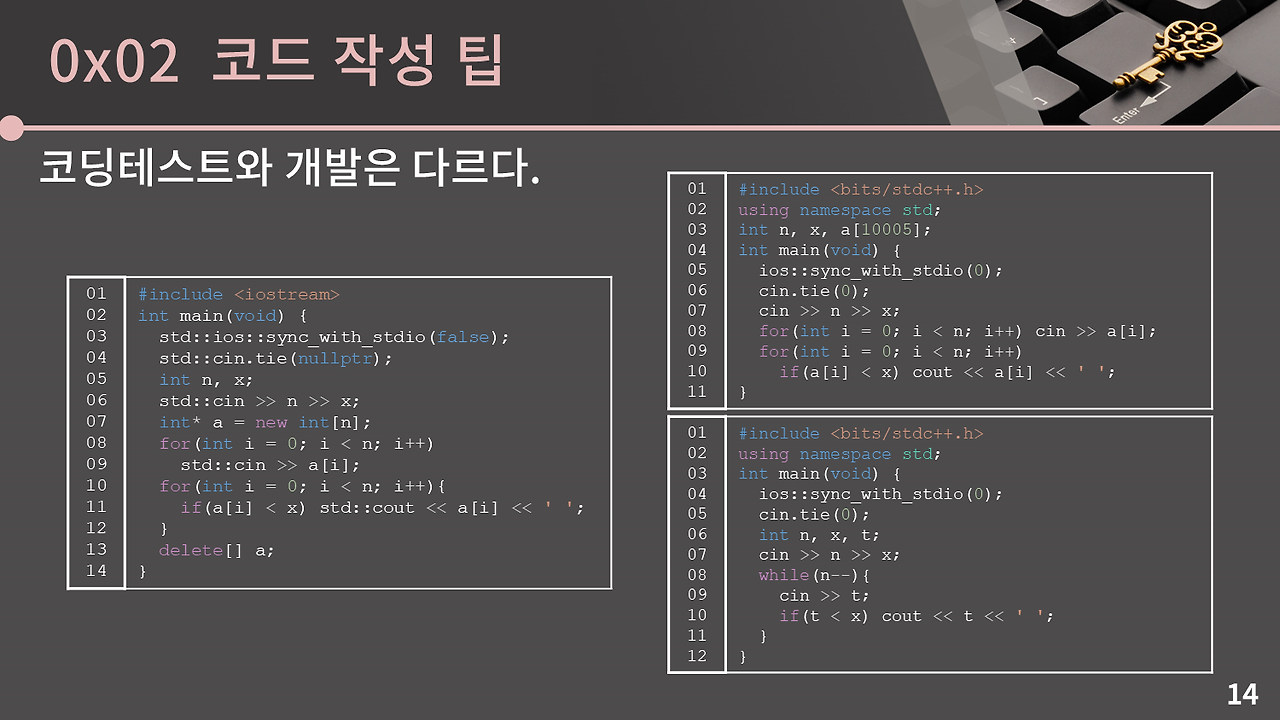 0x02 코드 작성 팁
Enter
코딩테스트와 개발은 다르다.
01 #include <iostream>
02 int main(void) {
03   std::ios::sync_with_stdio(false);
04   std::cin.tie(nullptr);
05   int n, x;
06   std::cin >> n >> x;
07   int* a = new int[n];
08   for(int i = 0; i < n; i++)
09     std::cin >> a[i];
10   for(int i = 0; i < n; i++){
11     if(a[i] < x) std::cout << a[i] << ' ';
12   }
13   delete[] a;
14 }
01 #include <bits/stdc++.h>
02 using namespace std;
03 int n, x, a[10005];
04 int main(void) {
05   ios::sync_with_stdio(0);
06   cin.tie(0);
07   cin >> n >> x;
08   for(int i = 0; i < n; i++) cin >> a[i];
09   for(int i = 0; i < n; i++)
10     if(a[i] < x) cout << a[i] << ' ';
11 }
01 #include <bits/stdc++.h>
02 using namespace std;
03 int main(void) {
04   ios::sync_with_stdio(0);
05   cin.tie(0);
06   int n, x, t;
07   cin >> n >> x;
08   while(n--){
09     cin >> t;
10     if(t < x) cout << t << ' ';
11   }
12 }
14